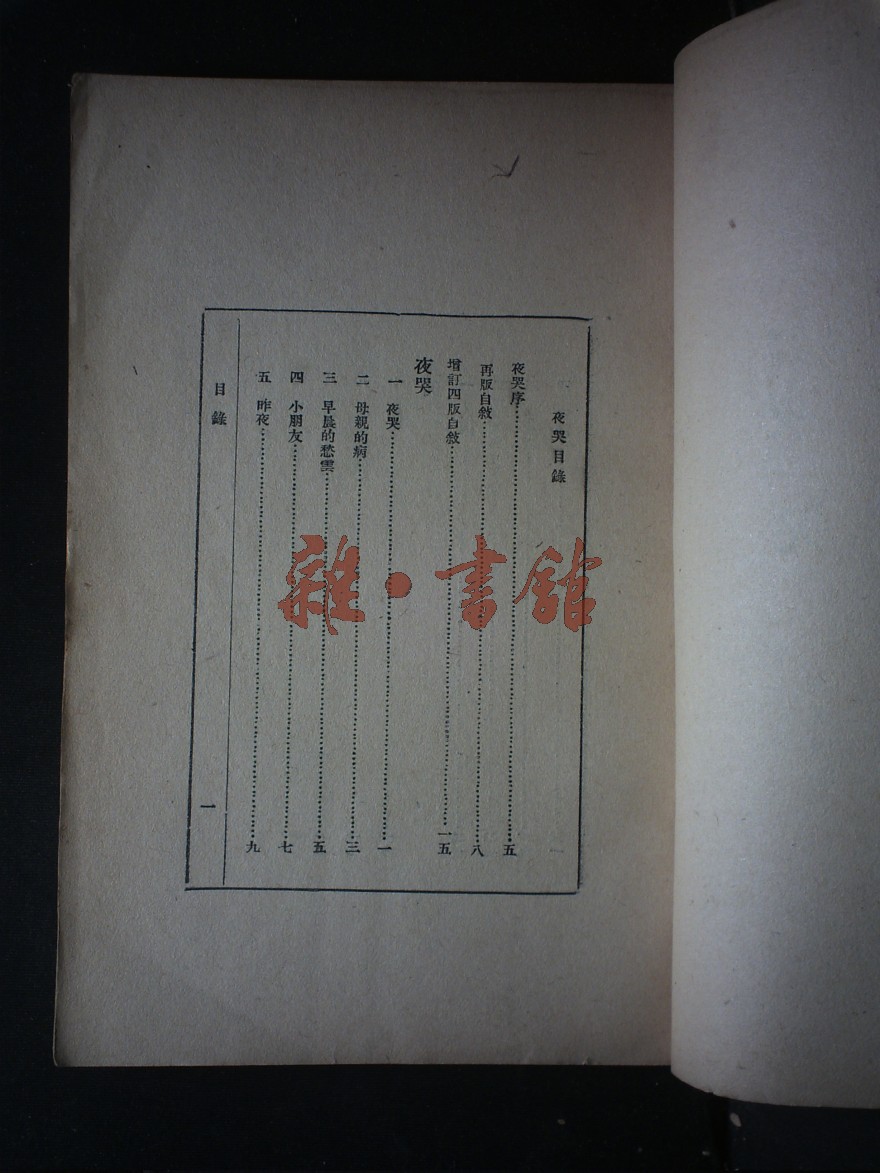 夜哭目錄
夜哭序……五
再版自敘……八
增訂四版自敘……一五
夜哭
一 夜哭……一
二 母親的病……三
三 早晨的愁雲……五
四 小朋友……七
五 昨夜……九
目錄
一
雜·書館